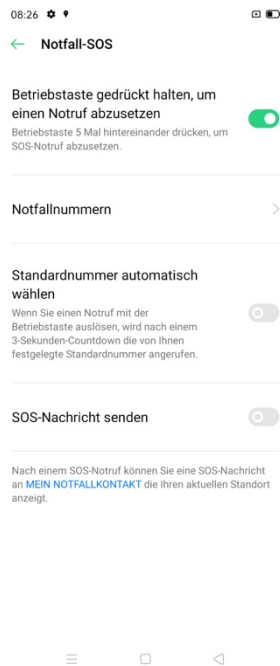 08:26
Notfall-SOS
Betriebstaste gedrückt halten, um
einen Notruf abzusetzen
Betriebstaste 5 Mal hintereinander drücken, um
SOS-Notruf abzusetzen.
Notfallnummern
Standardnummer automatisch
wählen
Wenn Sie einen Notruf mit der
Betriebstaste auslösen, wird nach einem
3-Sekunden-Countdown die von Ihnen
festgelegte Standardnummer angerufen.
SOS-Nachricht senden
Nach einem SOS-Notruf können Sie eine SOS-Nachricht
an MEIN NOTFALLKONTAKT die Ihren aktuellen Standort
anzeigt.